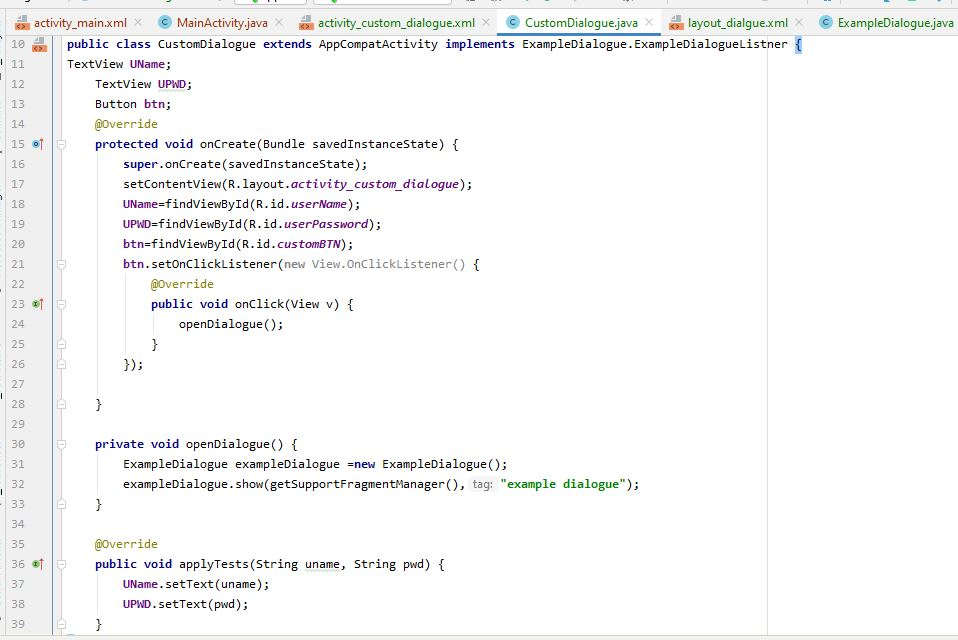 activity_main.xml MainActivity.java activity_custom_dialogue.xml CustomDialogue.java layout_dialgue.xml ExampleDialogue.java
10 public class CustomDialogue extends AppCompatActivity implements ExampleDialogue.ExampleDialogueListner {
11 TextView UName;
12 TextView UPWD;
13 Button btn;
14 @Override
15 protected void onCreate(Bundle savedInstanceState) {
16 super.onCreate(savedInstanceState);
17 setContentView(R.layout.activity_custom_dialogue);
18 UName=findViewById(R.id.userName);
19 UPWD=findViewById(R.id.userPassword);
20 btn=findViewById(R.id.customBTN);
21 btn.setOnClickListener(new View.OnClickListener() {
22 @Override
23 public void onClick(View v) {
24 openDialogue();
25 }
26 });
27
28 }
29
30 private void openDialogue() {
31 ExampleDialogue exampleDialogue =new ExampleDialogue();
32 exampleDialogue.show(getSupportFragmentManager(), tag: "example dialogue");
33 }
34
35 @Override
36 public void applyTests(String uname, String pwd) {
37 UName.setText(uname);
38 UPWD.setText(pwd);
39 }